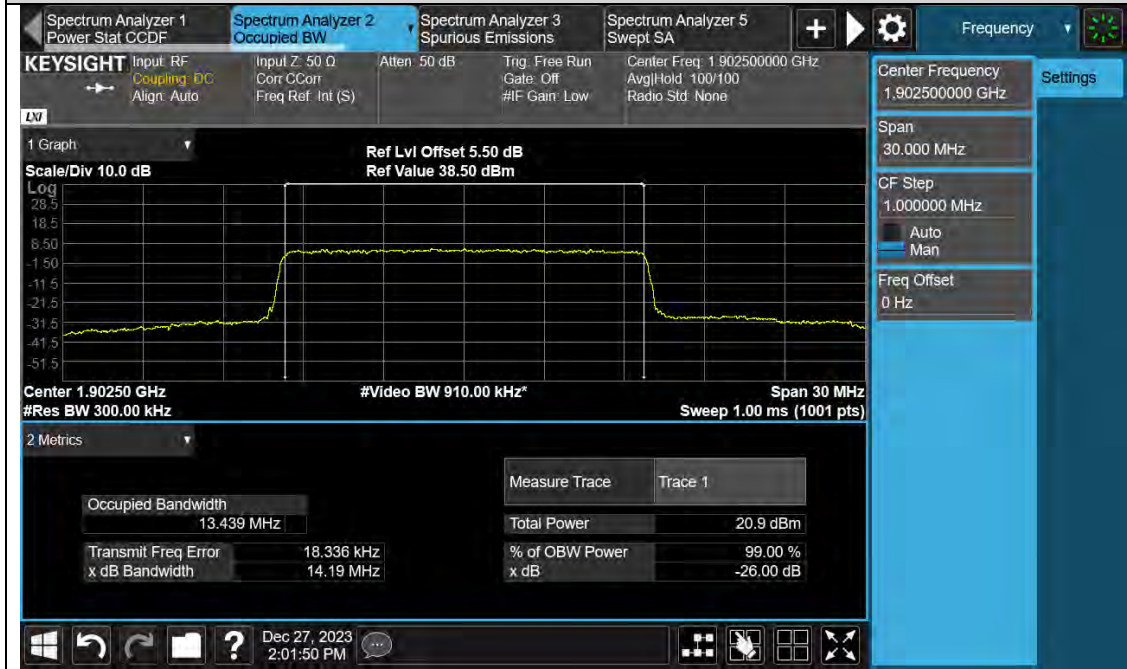 Spectrum Analyzer 1
Power Stat CCDF
Spectrum Analyzer 2
Occupied BW
Spectrum Analyzer 3
Spurious Emissions
Spectrum Analyzer 5
Swept SA
Frequency
KEYSIGHT
Input: RF
Coupling: DC
Align: Auto
Input Z: 50 Ω
Corr CCorr
Freq Ref: Int (S)
Atten: 50 dB
Trig: Free Run
Gate: Off
#IF Gain: Low
Center Freq: 1.902500000 GHz
Avg|Hold: 100/100
Radio Std: None
LXI
Center Frequency
1.902500000 GHz
Settings
Span
30.000 MHz
CF Step
1.000000 MHz
Auto
Man
Freq Offset
0 Hz
1 Graph
Scale/Div 10.0 dB
Ref Lvl Offset 5.50 dB
Ref Value 38.50 dBm
Log
28.5
18.5
8.50
-1.50
-11.5
-21.5
-31.5
-41.5
-51.5
Center 1.90250 GHz
#Video BW 910.00 kHz*
Span 30 MHz
#Res BW 300.00 kHz
Sweep 1.00 ms (1001 pts)
2 Metrics
Measure Trace
Trace 1
Occupied Bandwidth
13.439 MHz
Total Power
20.9 dBm
Transmit Freq Error
18.336 kHz
% of OBW Power
99.00 %
x dB Bandwidth
14.19 MHz
x dB
-26.00 dB
?
Dec 27, 2023
2:01:50 PM